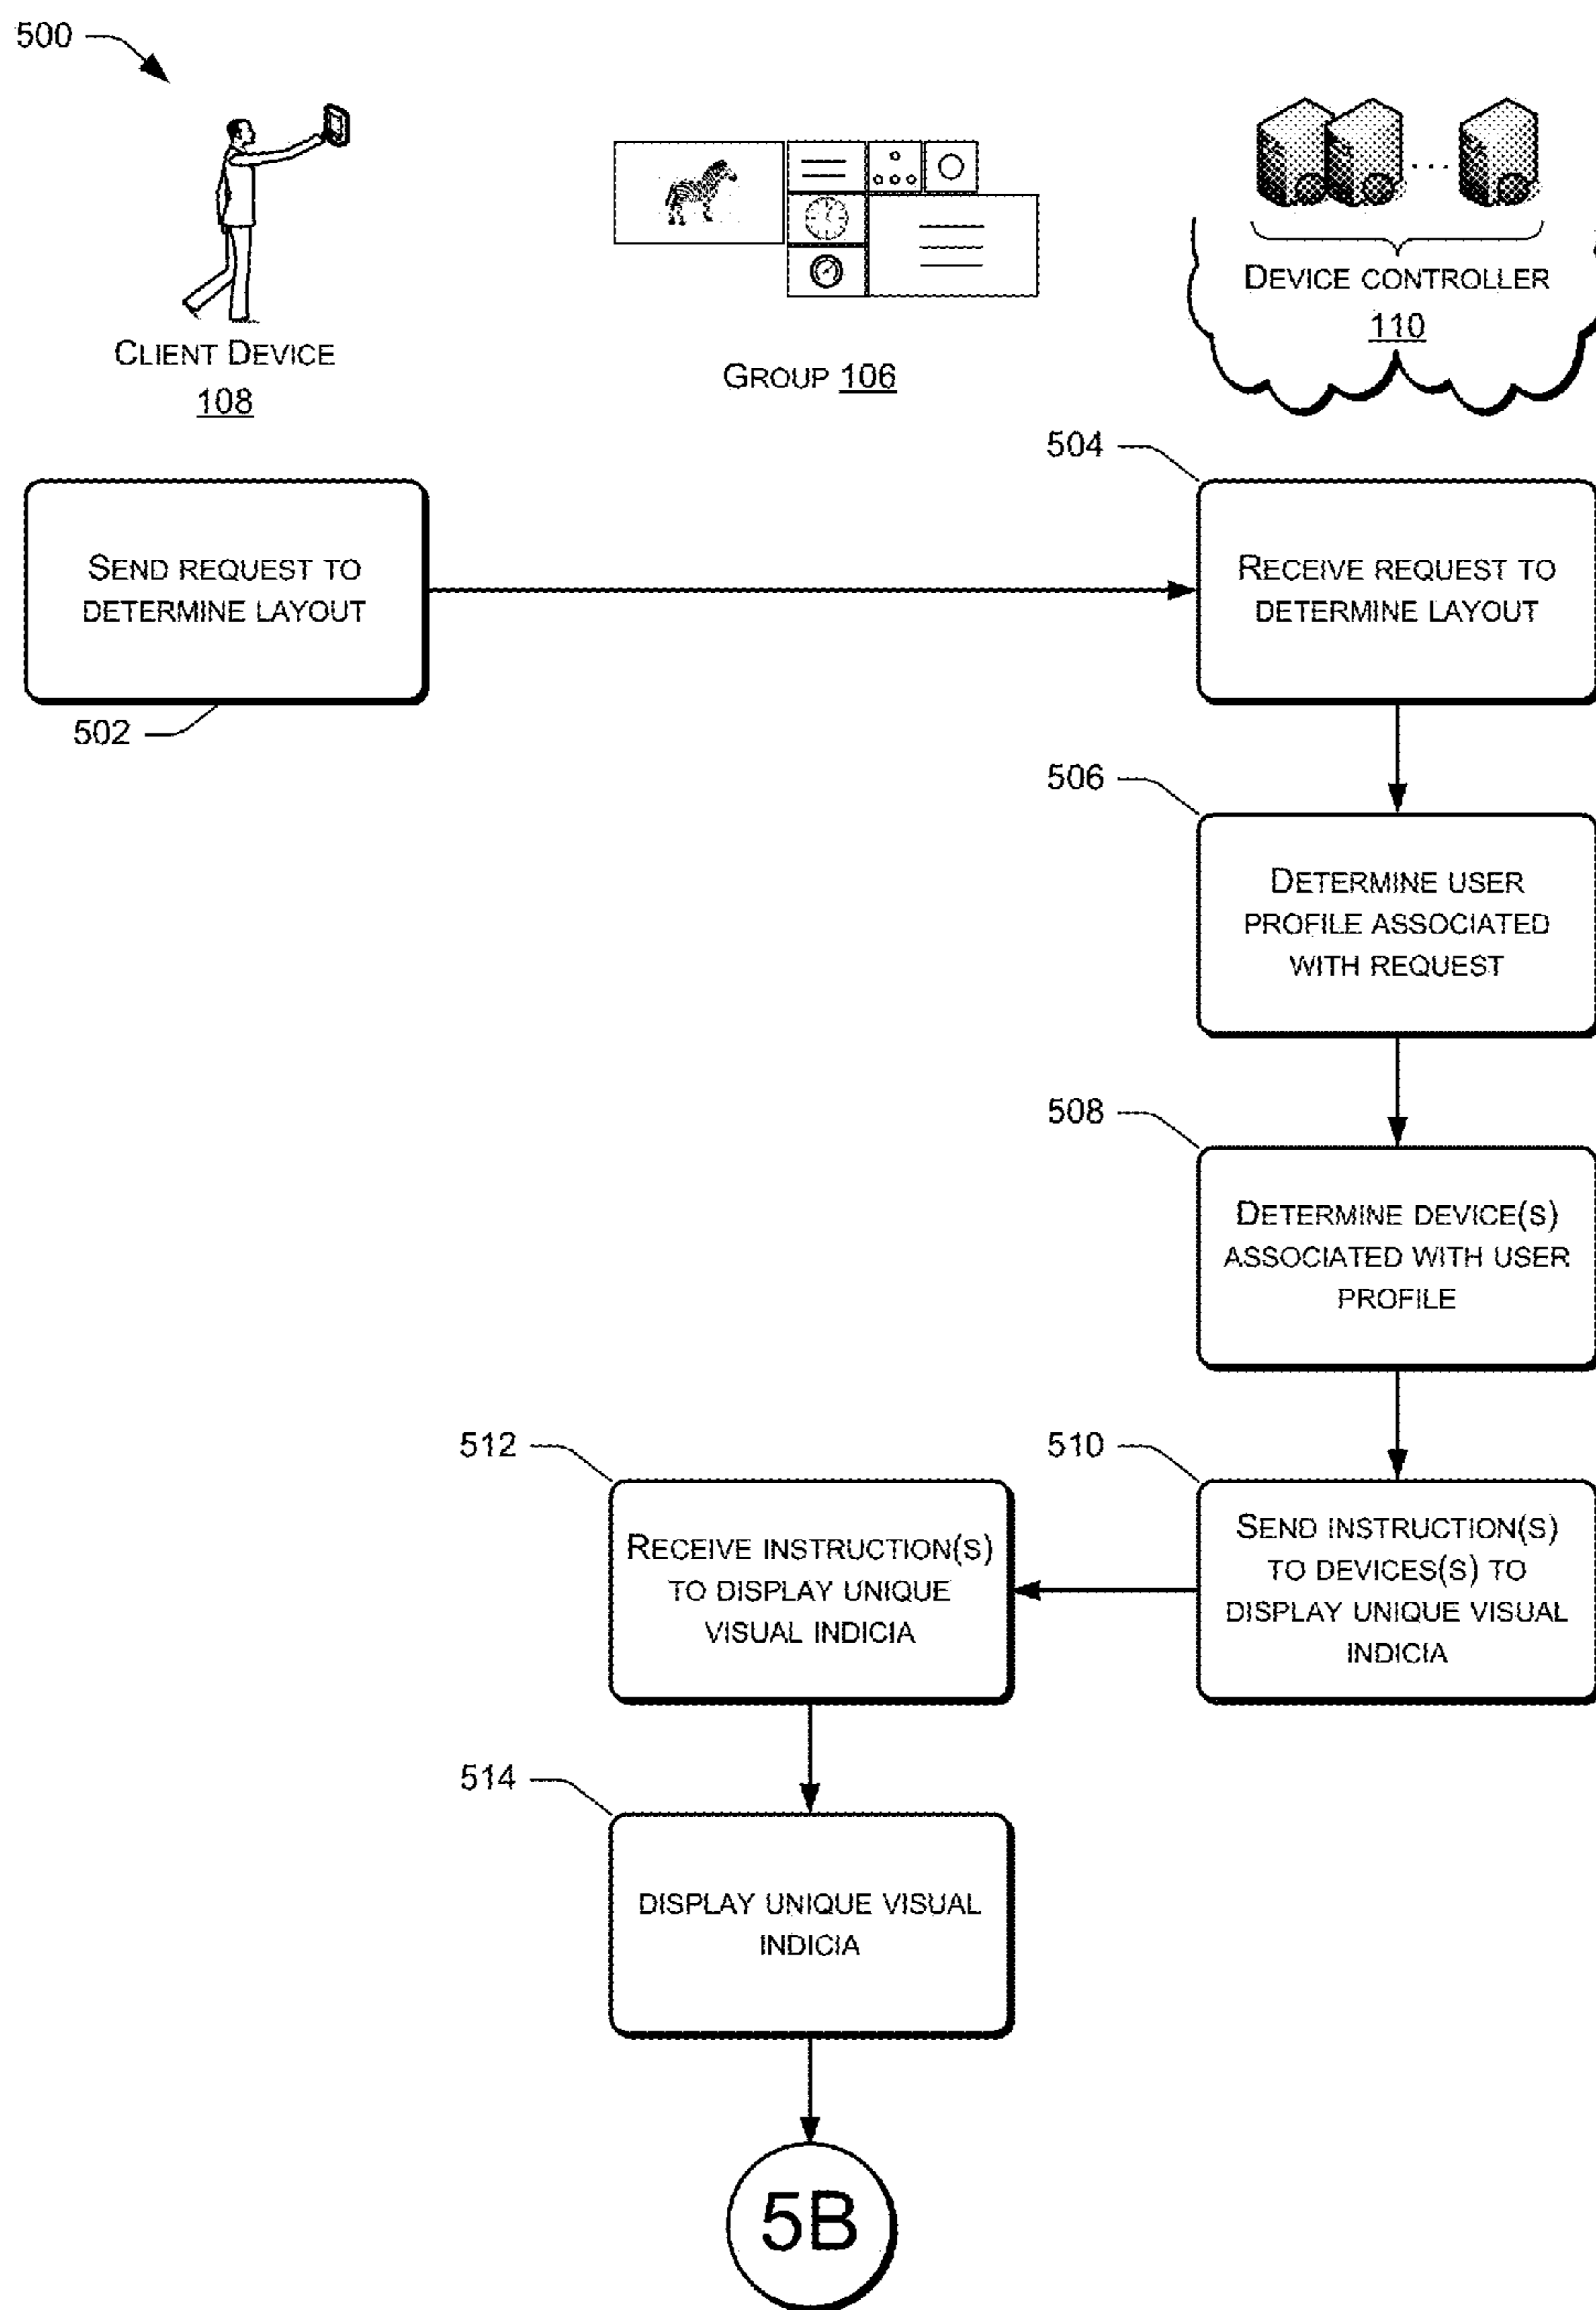 500
CLIENT DEVICE
108
GROUP 106
DEVICE CONTROLLER
110
504
SEND REQUEST TO
DETERMINE LAYOUT
RECEIVE REQUEST TO
DETERMINE LAYOUT
502
506
DETERMINE USER
PROFILE ASSOCIATED
WITH REQUEST
508
DETERMINE DEVICE(S)
ASSOCIATED WITH USER
PROFILE
512
510
RECEIVE INSTRUCTION(S)
TO DISPLAY UNIQUE
VISUAL INDICIA
SEND INSTRUCTION(S)
TO DEVICES(S) TO
DISPLAY UNIQUE VISUAL
INDICIA
514
DISPLAY UNIQUE VISUAL
INDICIA
5B